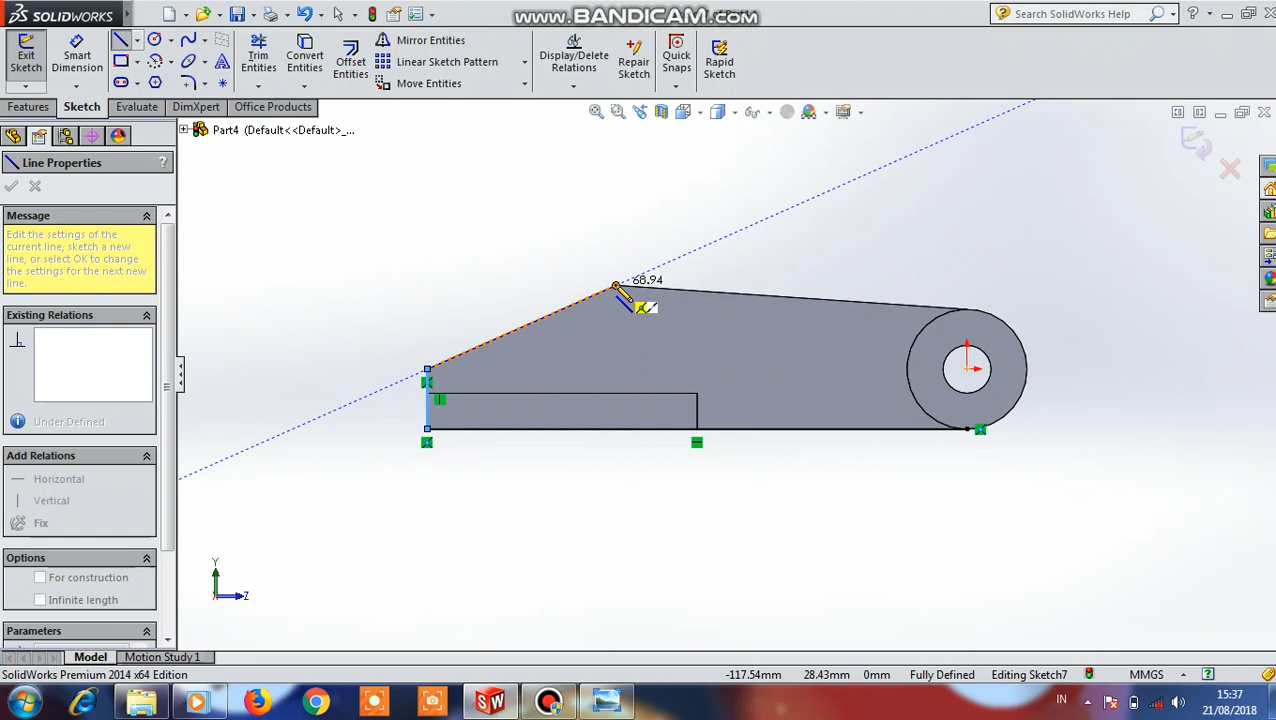 SOLIDWORKS
www.BANDICAM.com
Search SolidWorks Help
Exit Sketch
Smart Dimension
Trim Entities
Convert Entities
Offset Entities
Mirror Entities
Linear Sketch Pattern
Move Entities
Display/Delete Relations
Repair Sketch
Quick Snaps
Rapid Sketch
Features
Sketch
Evaluate
DimXpert
Office Products
Part4 (Default<<Default>_...
Line Properties
?
Message
Edit the settings of the
current line, sketch a new
line, or select OK to
change the settings for the next new
line.
Existing Relations
Under Defined
Add Relations
Horizontal
Vertical
Fix
Options
For construction
Infinite length
Parameters
68.94
Y
Z
Model
Motion Study 1
SolidWorks Premium 2014 x64 Edition
-117.54mm
28.43mm
0mm
Fully Defined
Editing Sketch7
MMGS
IN
15:37
21/08/2018